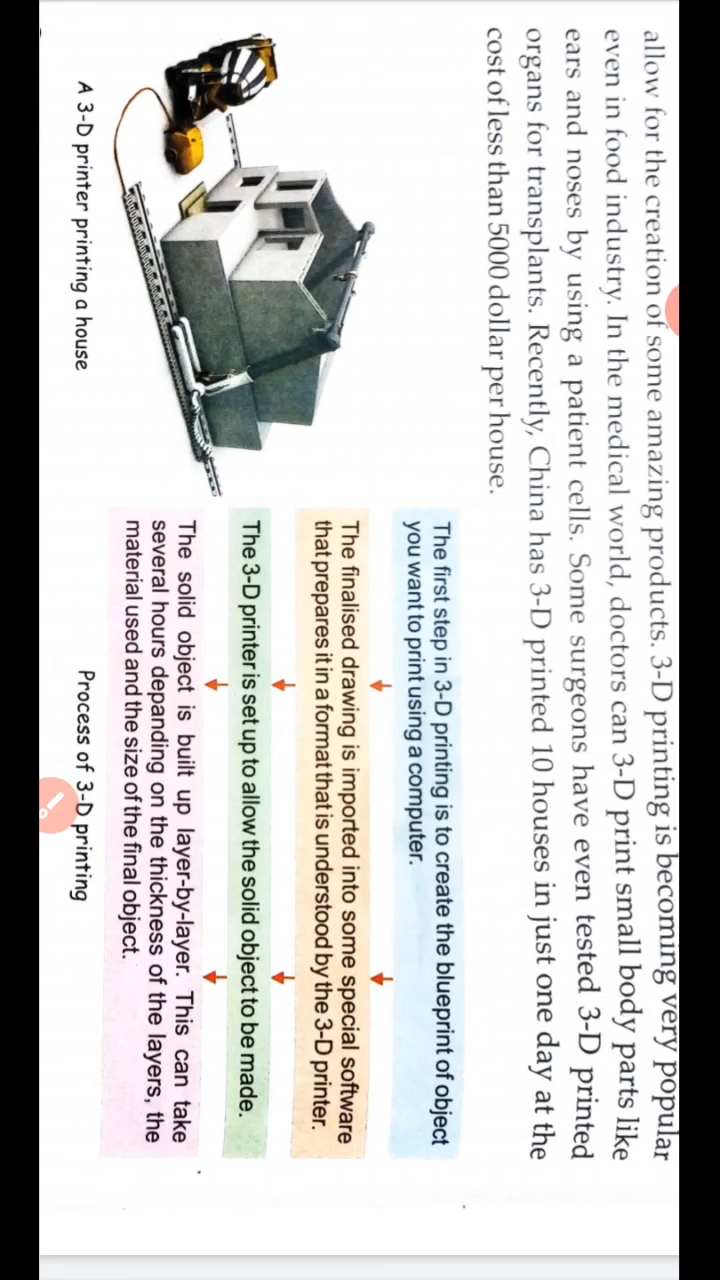 allow for the creation of some amazing products. 3-D printing is becoming very popular
even in food industry. In the medical world, doctors can 3-D print small body parts like
ears and noses by using a patient cells. Some surgeons have even tested 3-D printed
organs for transplants. Recently, China has 3-D printed 10 houses in just one day at the
cost of less than 5000 dollar per house.
The first step in 3-D printing is to create the blueprint of object
you want to print using a computer.
The finalised drawing is imported into some special software
that prepares it in a format that is understood by the 3-D printer.
The 3-D printer is set up to allow the solid object to be made.
The solid object is built up layer-by-layer. This can take
several hours depanding on the thickness of the layers, the
material used and the size of the final object.
A 3-D printer printing a house
Process of 3-D printing